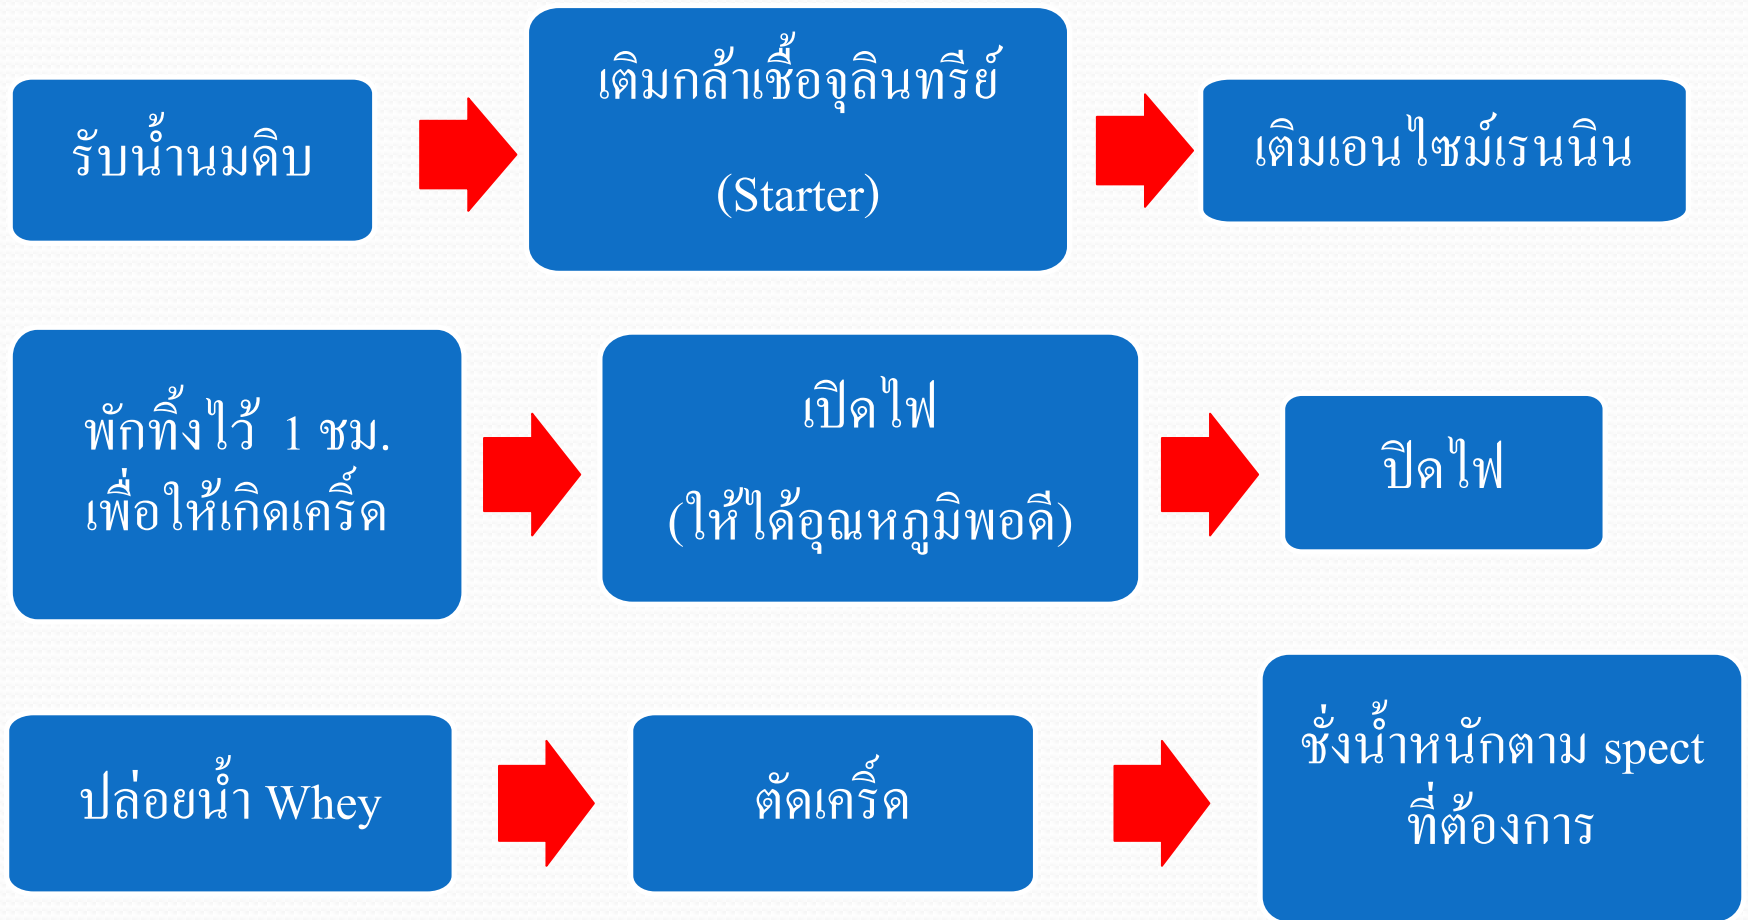 รับน้ำนมดิบ
เติมกล้าเชื้อจุลินทรีย์
(Starter)
เติมเอนไซม์เรนนิน
พักทิ้งไว้ 1 ชม.
เพื่อให้เกิดเคริ์ด
เปิดไฟ
(ให้ได้อุณหภูมิพอดี)
ปิดไฟ
ปล่อยน้ำ Whey
ตัดเคริ์ด
ชั่งน้ำหนักตาม spect
ที่ต้องการ